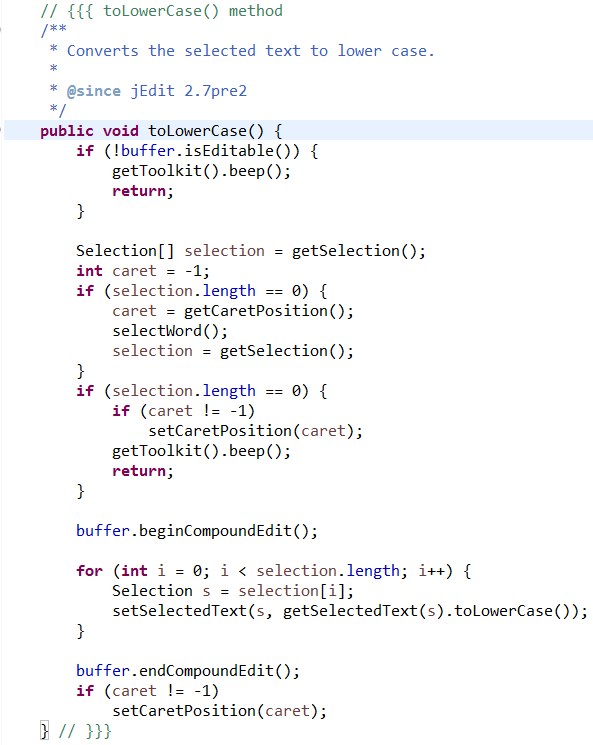 // {{{ toLowerCase() method
/**
 * Converts the selected text to lower case.
 *
 * @since jEdit 2.7pre2
 */
public void toLowerCase() {
    if (!buffer.isEditable()) {
        getToolkit().beep();
        return;
    }

    Selection[] selection = getSelection();
    int caret = -1;
    if (selection.length == 0) {
        caret = getCaretPosition();
        selectWord();
        selection = getSelection();
    }
    if (selection.length == 0) {
        if (caret != -1)
            setCaretPosition(caret);
        getToolkit().beep();
        return;
    }

    buffer.beginCompoundEdit();

    for (int i = 0; i < selection.length; i++) {
        Selection s = selection[i];
        setSelectedText(s, getSelectedText(s).toLowerCase());
    }

    buffer.endCompoundEdit();
    if (caret != -1)
        setCaretPosition(caret);
} // }}}